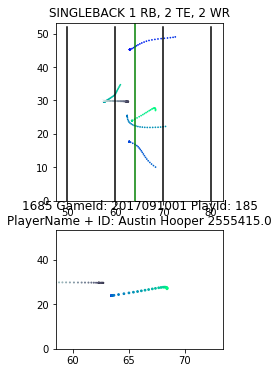 SINGLEBACK 1 RB, 2 TE, 2 WR
50
40
30
20
10
0
50 60 70 80
1685 GameId: 2017091001 PlayId: 185
PlayerName + ID: Austin Hooper 2555415.0
40
20
0
60 65 70